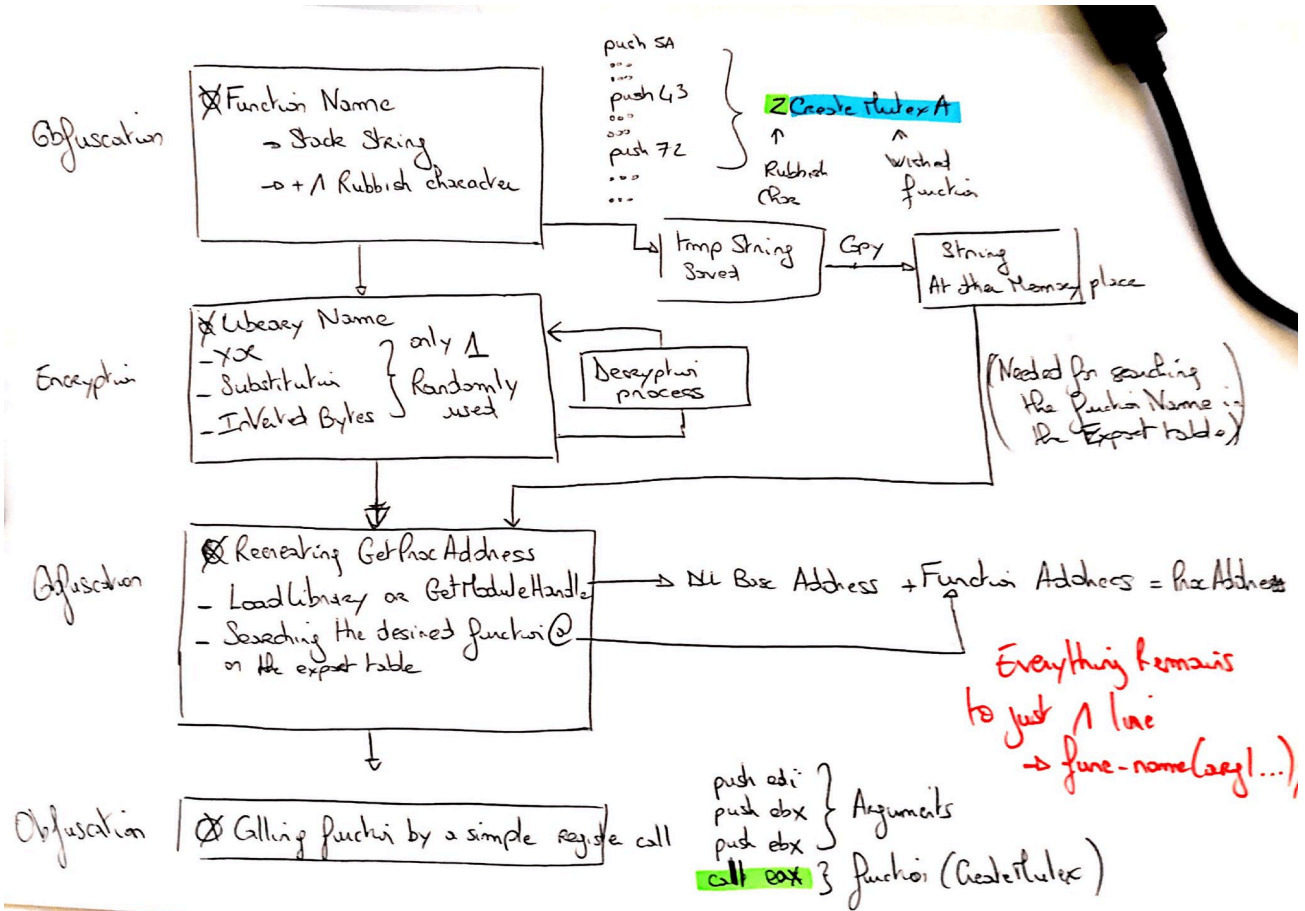 Obfuscation
Function Name
→ Stack String
→ + 1 Rubbish character
push 5A
...
...
push 43
...
...
push 72
...
...
ZCreateMutexA
Rubbish
Char
Wished
function
tmp String
Saved
Copy
String
At other Memory place
Encryption
Library Name
- XOR
- Substitution
- Inverted Bytes
only 1
Randomly
used
Decryption
process
(Needed for searching
the function Name in
the Export table)
Obfuscation
Recreating GetProcAddress
- LoadLibrary or GetModuleHandle
- Searching the desired function @
on the export table
Dll Base Address + Function Address = Proc Address
Everything Remains
to just 1 line
→ func-name(arg1...),
Obfuscation
Calling function by a simple register call
push edi
push ebx
push ebx
Arguments
call eax } function (CreateMutex)